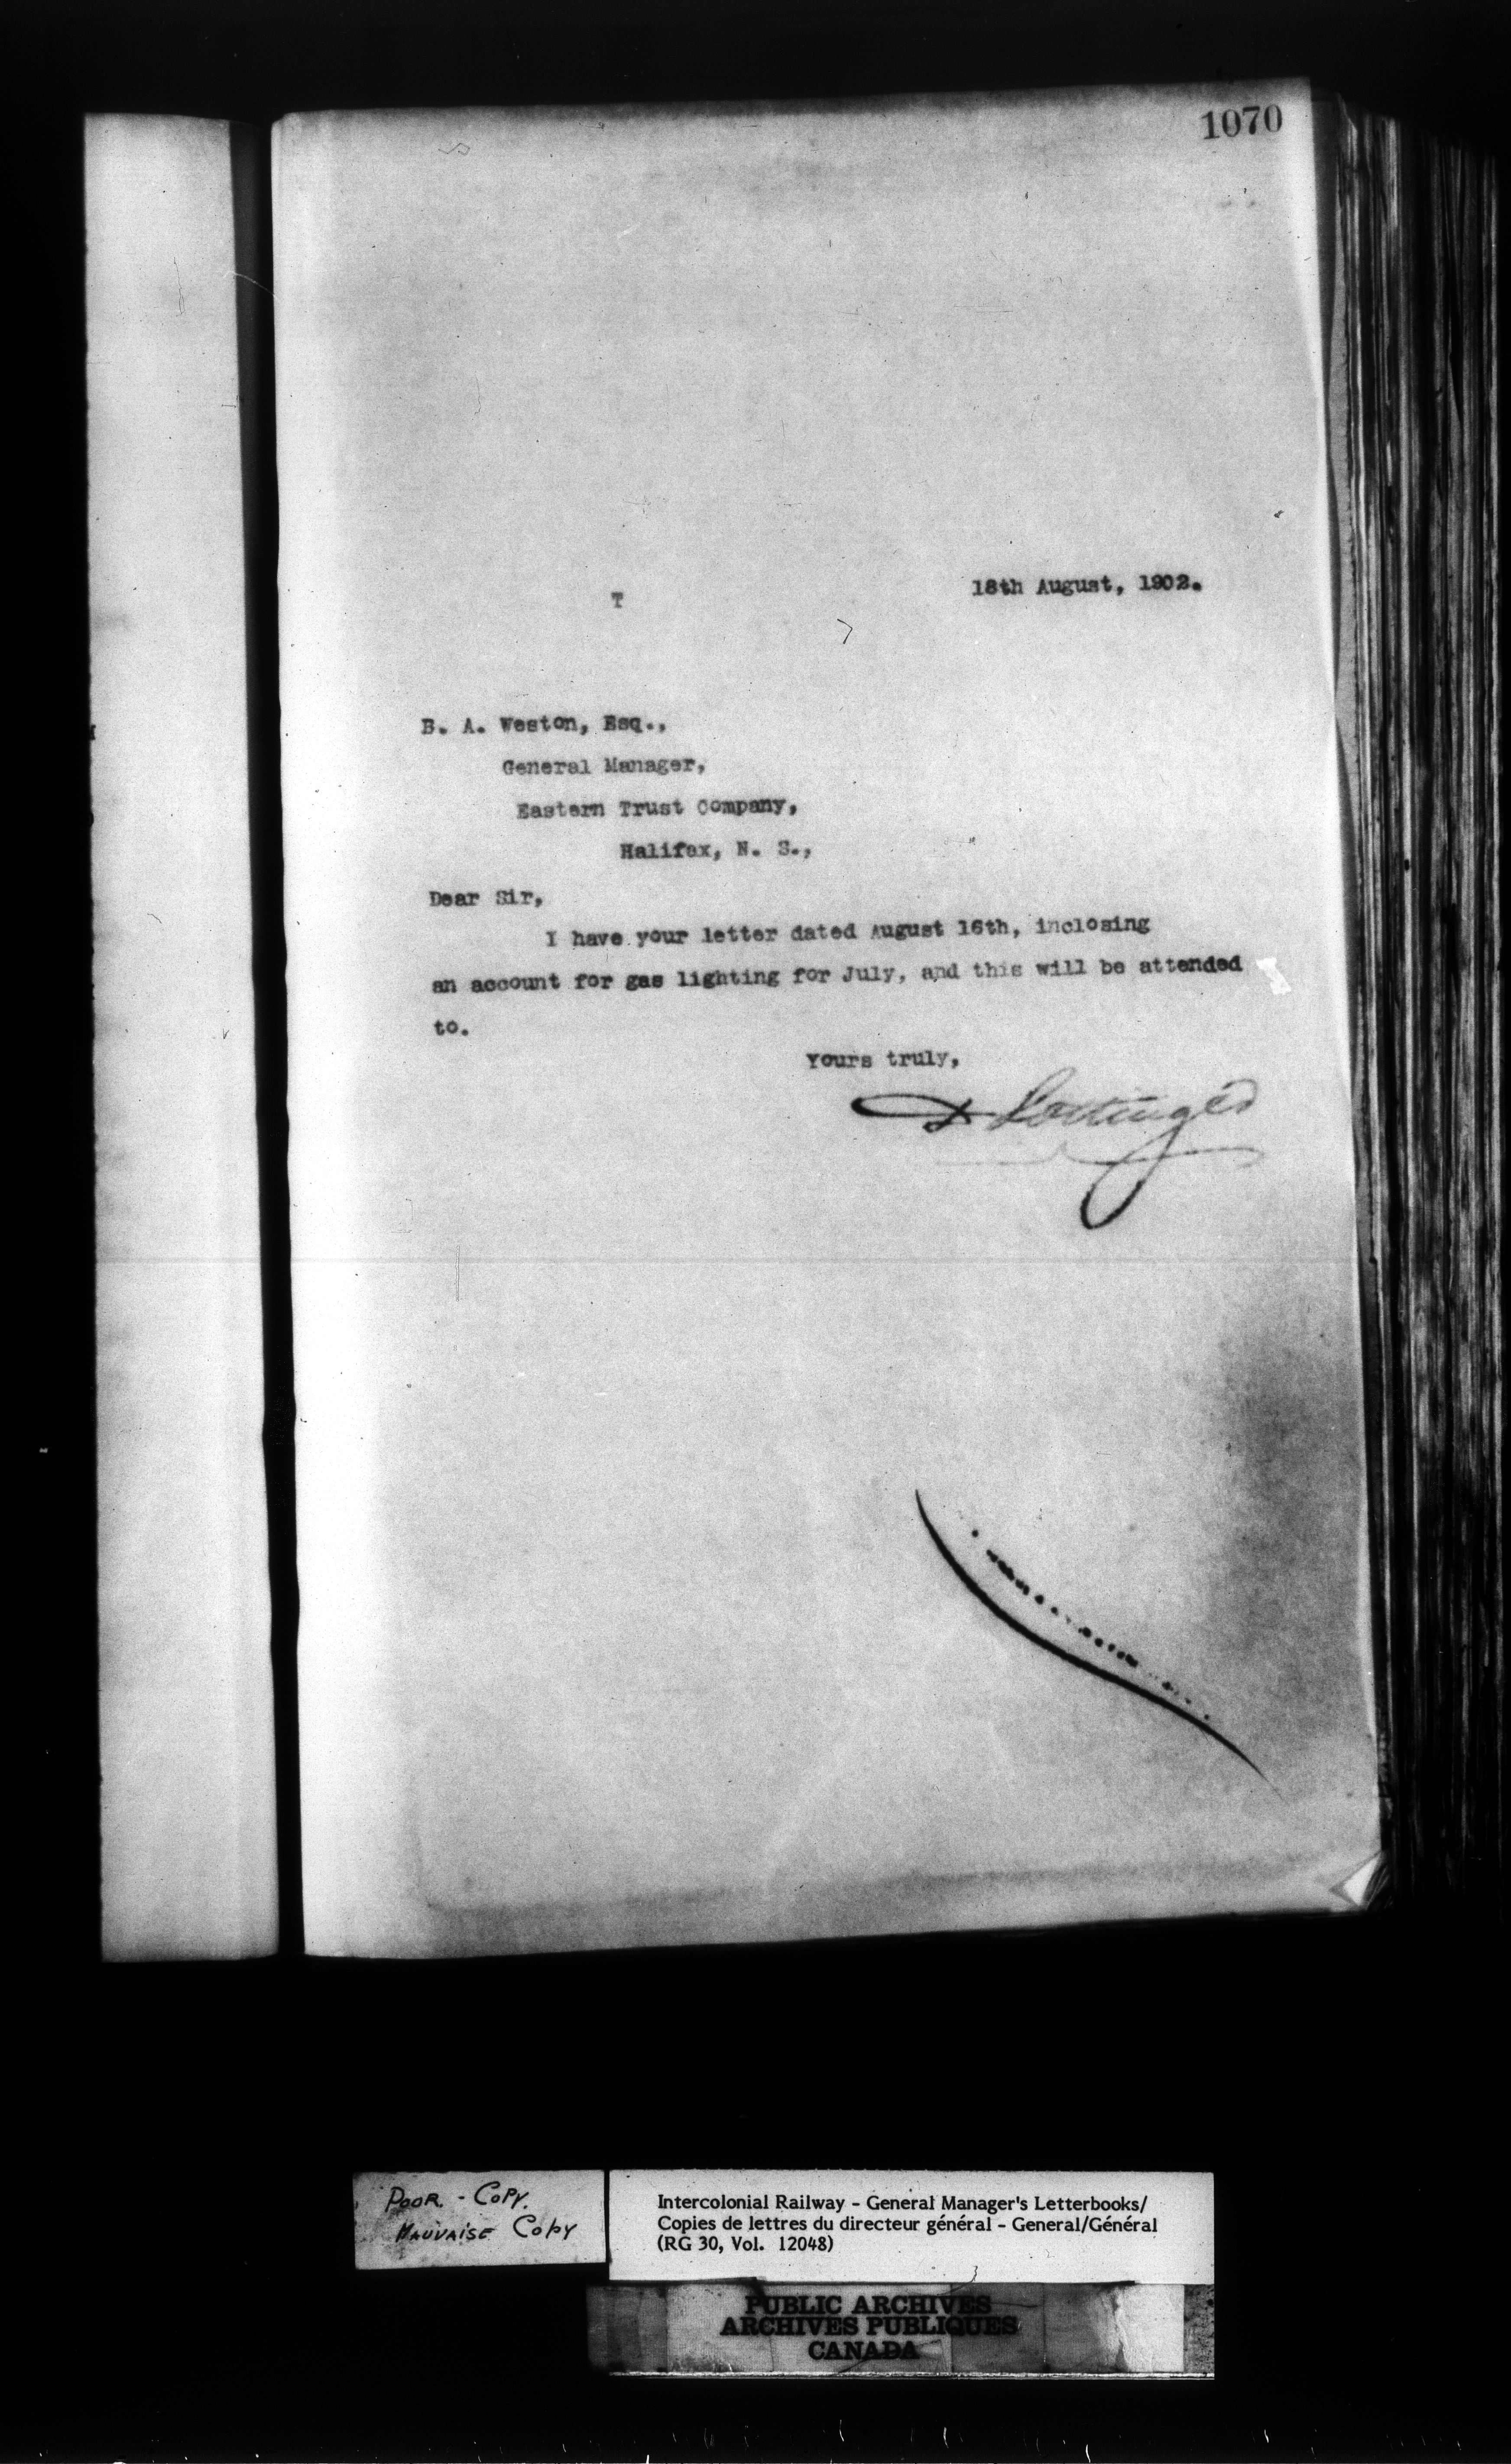 1070
18th August, 1902.
T
B. A. Weston, Esq.,
General Manager,
Eastern Trust Company,
Halifax, N. S.,
Dear Sir,
I have your letter dated August 16th, inclosing
an account for gas lighting for July, and this will be attended
to.
Yours truly,
D Pottinger
POOR. - COPY.
MAUVAISE COPY
Intercolonial Railway - General Manager's Letterbooks/
Copies de lettres du directeur général - General/Général
(RG 30, Vol. 12048)
PUBLIC ARCHIVES
ARCHIVES PUBLIQUES
CANADA